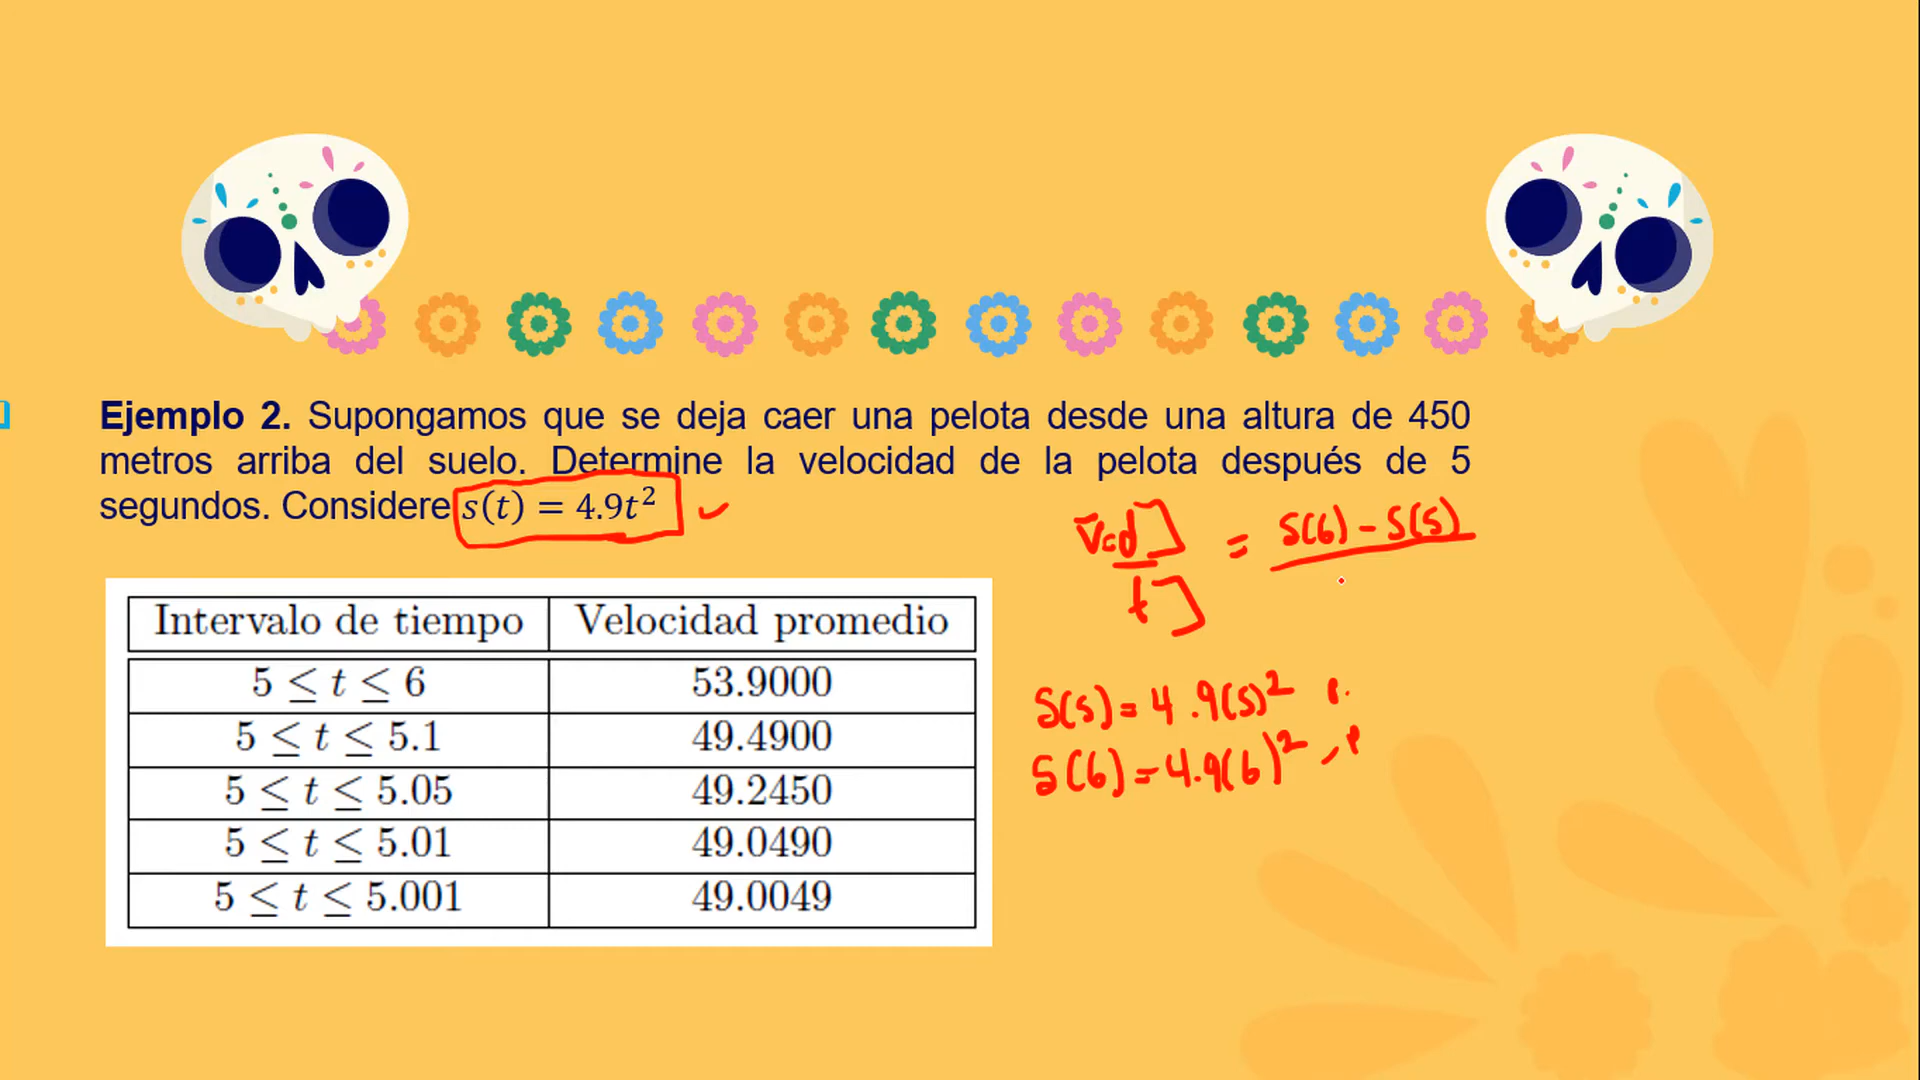 Ejemplo 2. Supongamos que se deja caer una pelota desde una altura de 450
metros arriba del suelo. Determine la velocidad de la pelota después de 5
segundos. Considere s(t) = 4.9t²
v=d/t = S(6) - S(5)
S(5) = 4.9(5)²
S(6) = 4.9(6)²
Intervalo de tiempo Velocidad promedio
5 ≤ t ≤ 6 53.9000
5 ≤ t ≤ 5.1 49.4900
5 ≤ t ≤ 5.05 49.2450
5 ≤ t ≤ 5.01 49.0490
5 ≤ t ≤ 5.001 49.0049